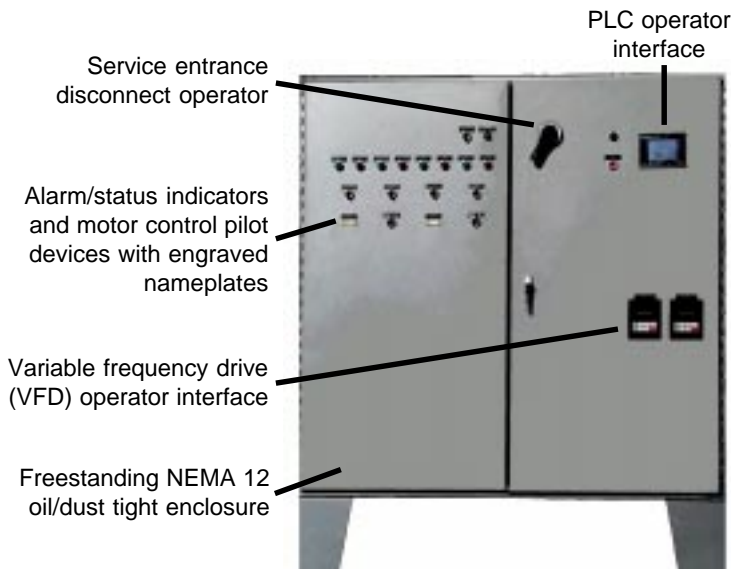 PLC operator
interface
Service entrance
disconnect operator
Alarm/status indicators
and motor control pilot
devices with engraved
nameplates
Variable frequency drive
(VFD) operator interface
Freestanding NEMA 12
oil/dust tight enclosure